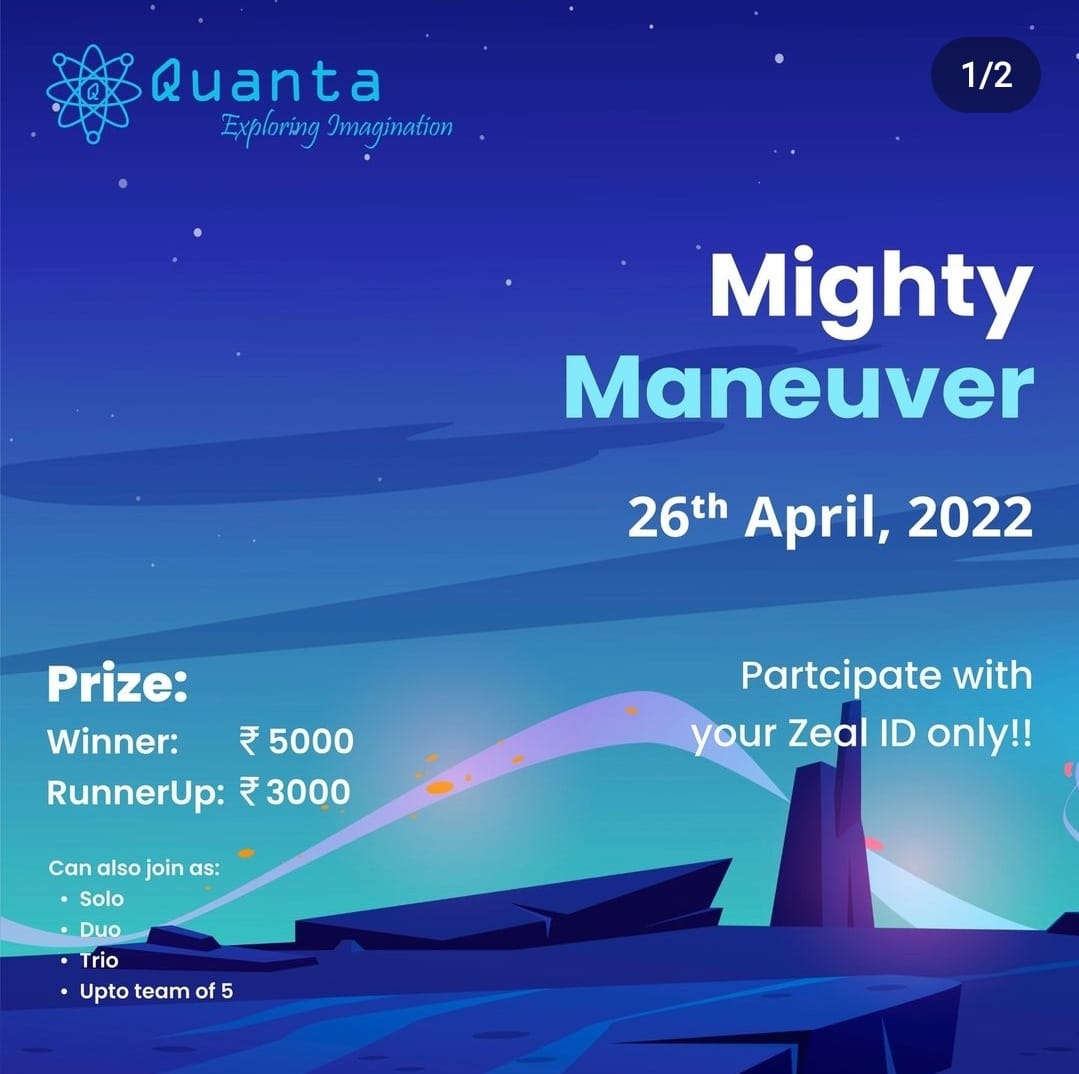 Quanta
Exploring Imagination
1/2
Mighty
Maneuver
26th April, 2022
Prize:
Winner: ₹ 5000
RunnerUp: ₹ 3000
Partcipate with
your Zeal ID only!!
Can also join as:
• Solo
• Duo
• Trio
• Upto team of 5